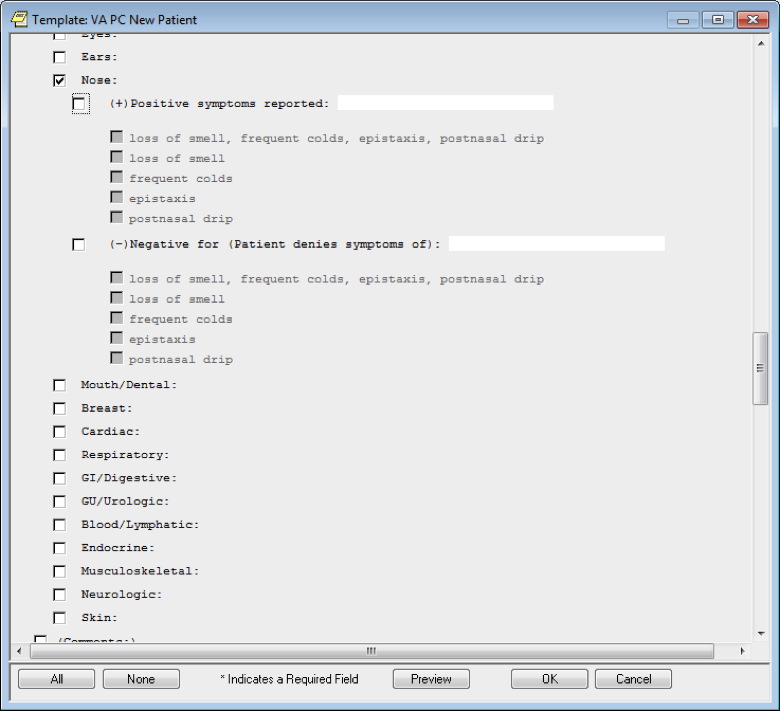 Template: VA PC New Patient
Eyes:
Ears:
Nose:
(+)Positive symptoms reported:
loss of smell, frequent colds, epistaxis, postnasal drip
loss of smell
frequent colds
epistaxis
postnasal drip
(-)Negative for (Patient denies symptoms of):
loss of smell, frequent colds, epistaxis, postnasal drip
loss of smell
frequent colds
epistaxis
postnasal drip
Mouth/Dental:
Breast:
Cardiac:
Respiratory:
GI/Digestive:
GU/Urologic:
Blood/Lymphatic:
Endocrine:
Musculoskeletal:
Neurologic:
Skin:
(Comments:)
All None * Indicates a Required Field Preview OK Cancel